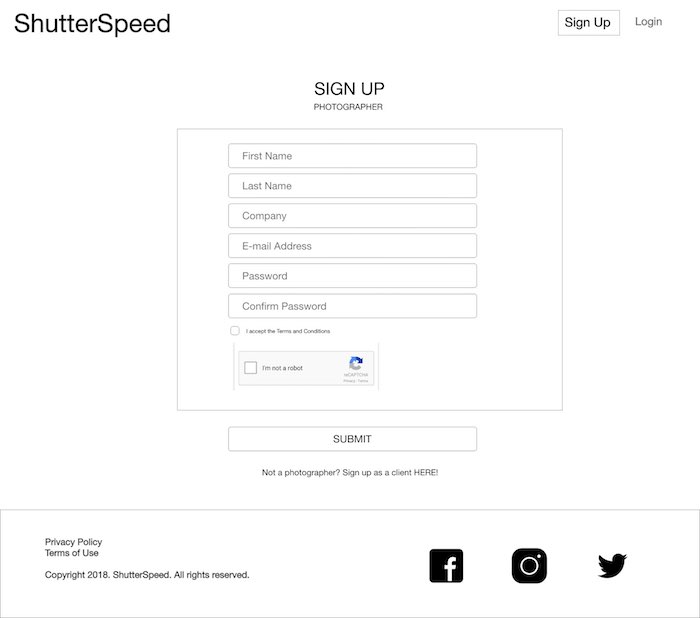 ShutterSpeed
Sign Up
Login
SIGN UP
PHOTOGRAPHER
First Name
Last Name
Company
E-mail Address
Password
Confirm Password
I accept the Terms and Conditions
I'm not a robot
reCAPTCHA
Privacy - Terms
SUBMIT
Not a photographer? Sign up as a client HERE!
Privacy Policy
Terms of Use
Copyright 2018. ShutterSpeed. All rights reserved.